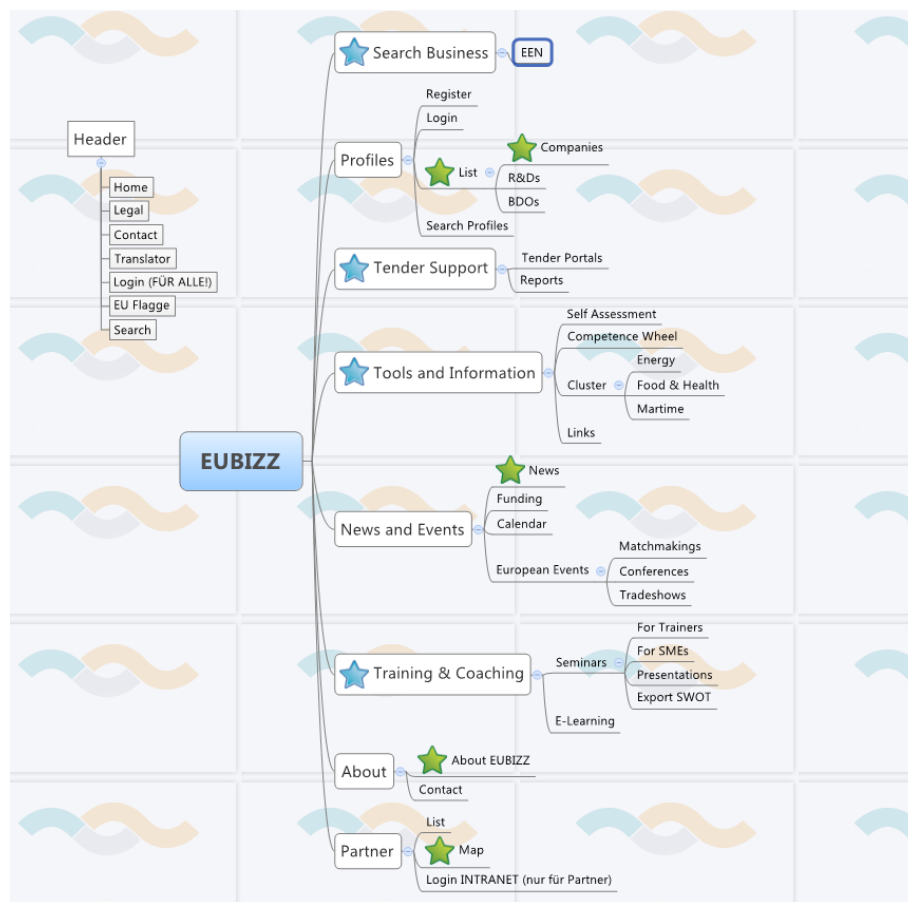 Header
Home
Legal
Contact
Translator
Login (FÜR ALLE!)
EU Flagge
Search
EUBIZZ
Search Business
EEN
Profiles
Register
Login
List
Companies
R&Ds
BDOs
Search Profiles
Tender Support
Tender Portals
Reports
Tools and Information
Self Assessment
Competence Wheel
Cluster
Energy
Food & Health
Martime
Links
News and Events
News
Funding
Calendar
European Events
Matchmakings
Conferences
Tradeshows
Training & Coaching
Seminars
For Trainers
For SMEs
Presentations
Export SWOT
E-Learning
About
About EUBIZZ
Contact
Partner
List
Map
Login INTRANET (nur für Partner)